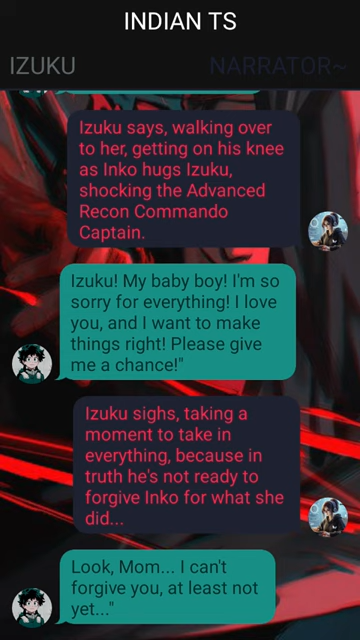 INDIAN TS
IZUKU
NARRATOR~
Izuku says, walking over
to her, getting on his knee
as Inko hugs Izuku,
shocking the Advanced
Recon Commando
Captain.
Izuku! My baby boy! I'm so
sorry for everything! I love
you, and I want to make
things right! Please give
me a chance!"
Izuku sighs, taking a
moment to take in
everything, because in
truth he's not ready to
forgive Inko for what she
did...
Look, Mom... I can't
forgive you, at least not
yet..."